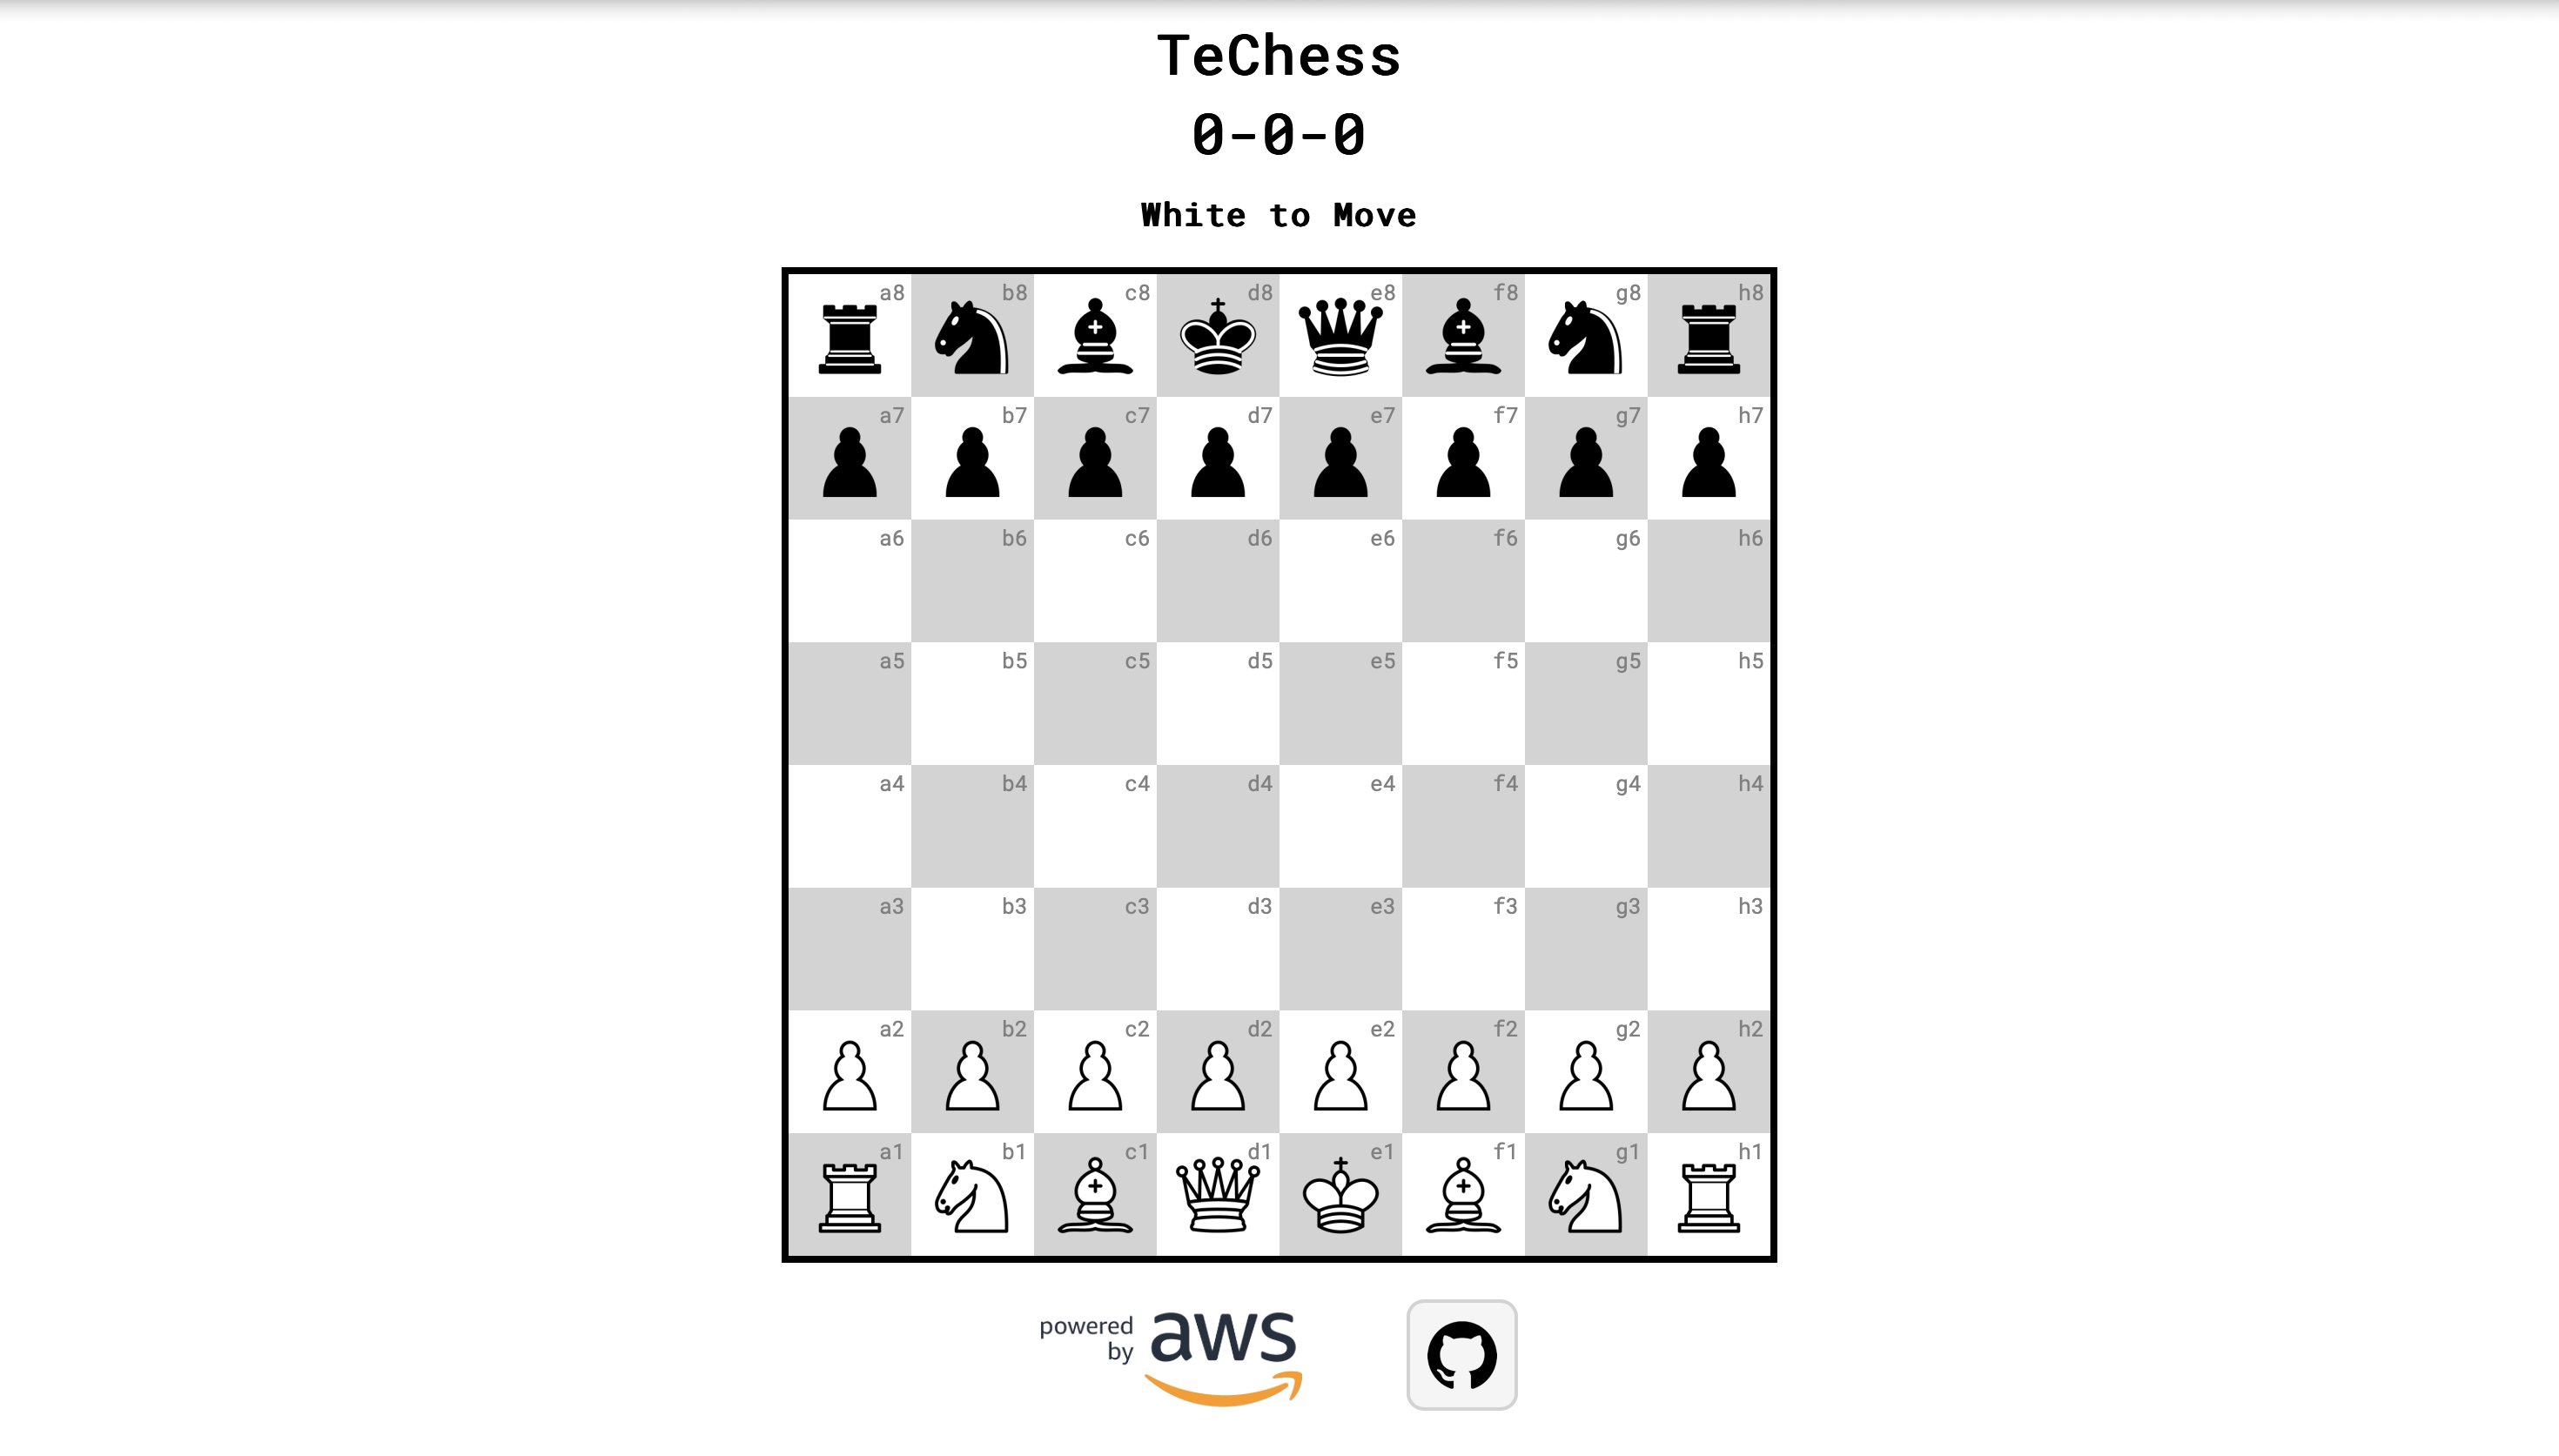 TeChess
0-0-0
White to Move
a8 b8 c8 d8 e8 f8 g8 h8
a7 b7 c7 d7 e7 f7 g7 h7
a6 b6 c6 d6 e6 f6 g6 h6
a5 b5 c5 d5 e5 f5 g5 h5
a4 b4 c4 d4 e4 f4 g4 h4
a3 b3 c3 d3 e3 f3 g3 h3
a2 b2 c2 d2 e2 f2 g2 h2
a1 b1 c1 d1 e1 f1 g1 h1
powered
by
aws